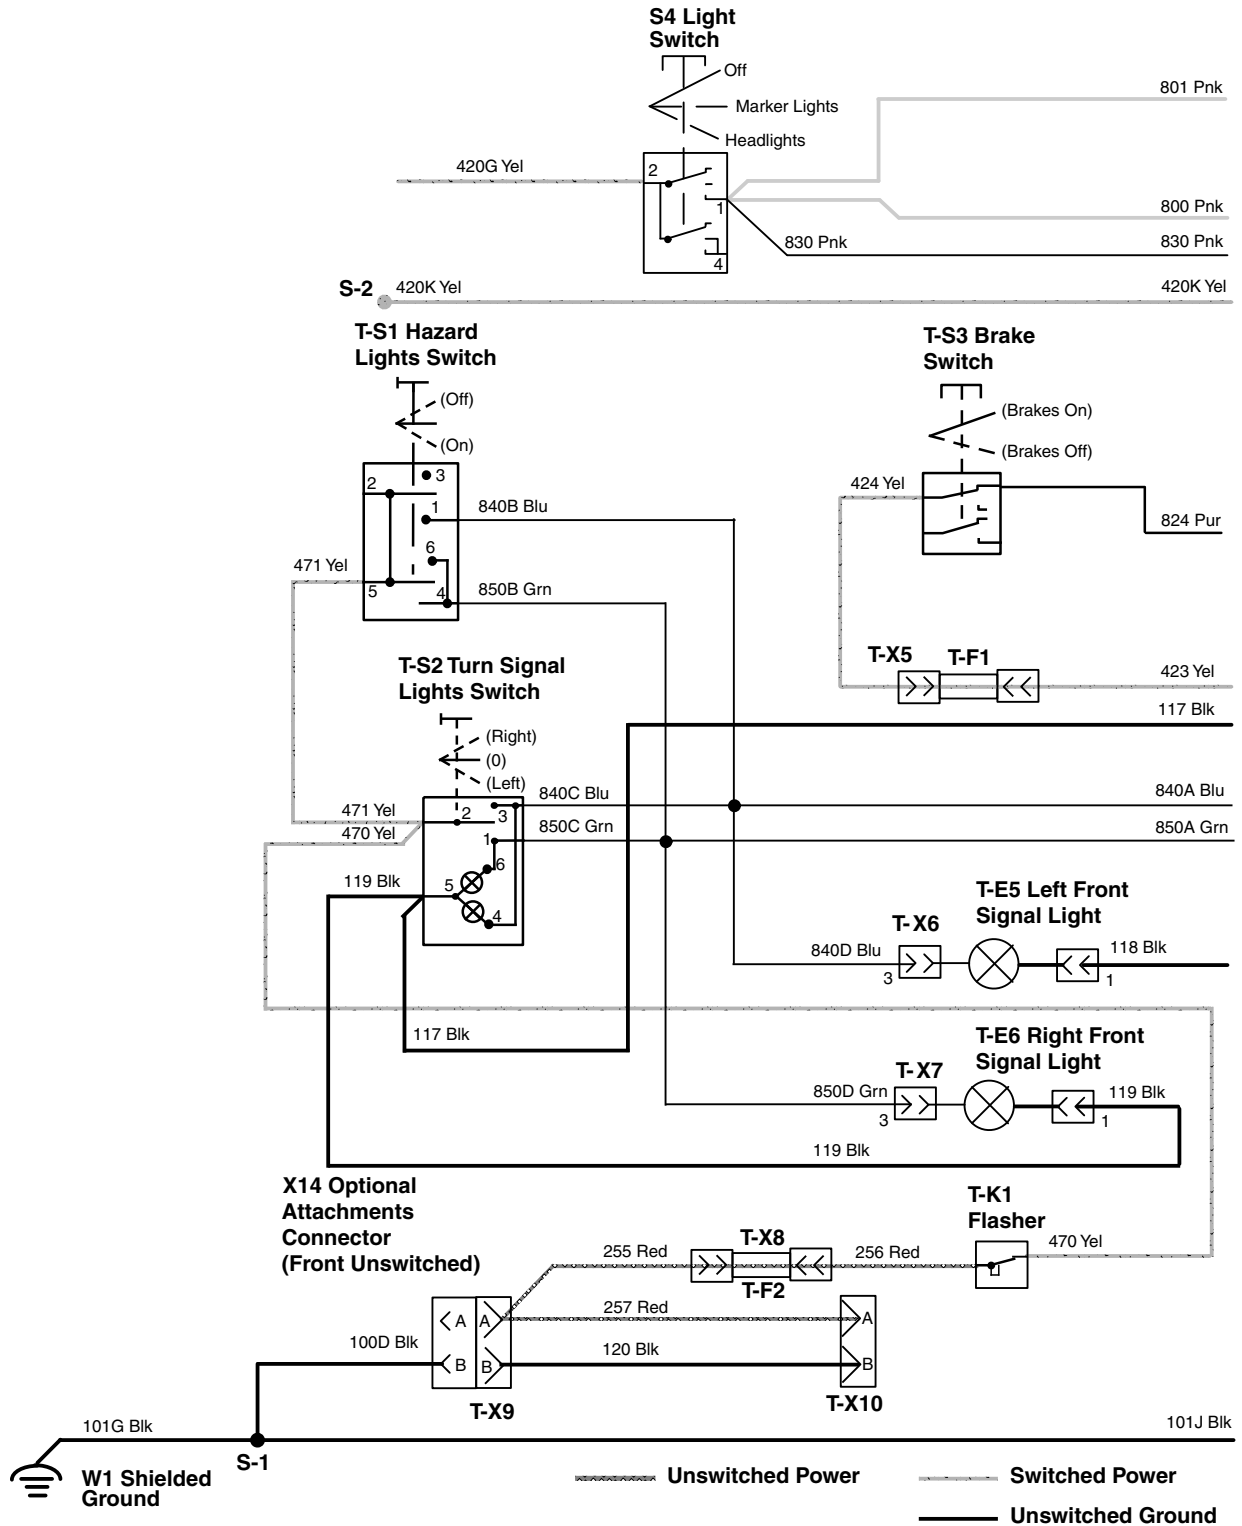 S4 Light
Switch
Off
Marker Lights
Headlights
801 Pnk
420G Yel
2
1
4
800 Pnk
830 Pnk
830 Pnk
S-2
420K Yel
420K Yel
T-S1 Hazard
Lights Switch
(Off)
(On)
T-S3 Brake
Switch
(Brakes On)
(Brakes Off)
2
3
1
6
5
4
840B Blu
424 Yel
824 Pur
471 Yel
850B Grn
T-S2 Turn Signal
Lights Switch
T-X5
T-F1
423 Yel
117 Blk
(Right)
(0)
(Left)
471 Yel
470 Yel
2
3
1
6
5
4
840C Blu
840A Blu
850C Grn
850A Grn
119 Blk
T-E5 Left Front
Signal Light
T-X6
840D Blu
3
118 Blk
1
117 Blk
T-E6 Right Front
Signal Light
T-X7
850D Grn
3
119 Blk
1
119 Blk
X14 Optional
Attachments
Connector
(Front Unswitched)
T-K1
Flasher
T-X8
255 Red
256 Red
470 Yel
T-F2
257 Red
A
A
A
100D Blk
120 Blk
B
B
B
T-X9
T-X10
101G Blk
101J Blk
S-1
W1 Shielded
Ground
Unswitched Power
Switched Power
Unswitched Ground